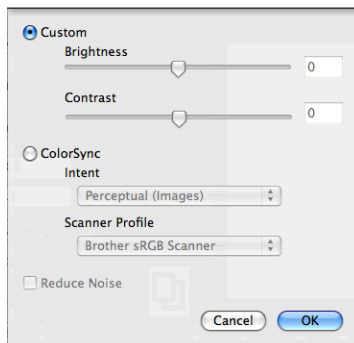 Custom
Brightness
0
Contrast
0
ColorSync
Intent
Perceptual (Images)
Scanner Profile
Brother sRGB Scanner
Reduce Noise
Cancel OK